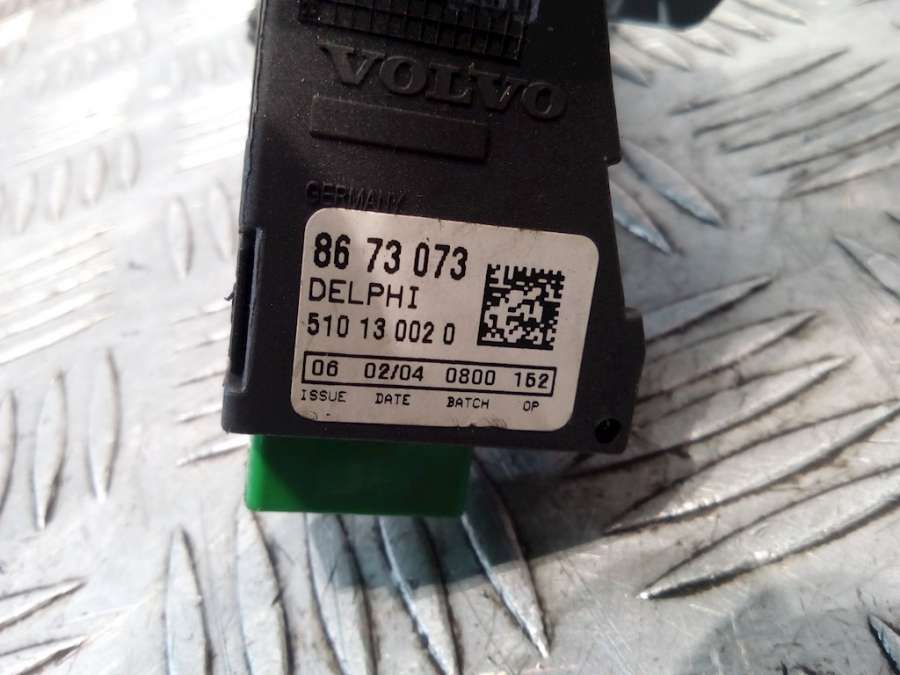 VOLVO
GERMANY
86 73 073
DELPHI
510 13 002 0
06 02/04 0800 152
ISSUE DATE BATCH OP